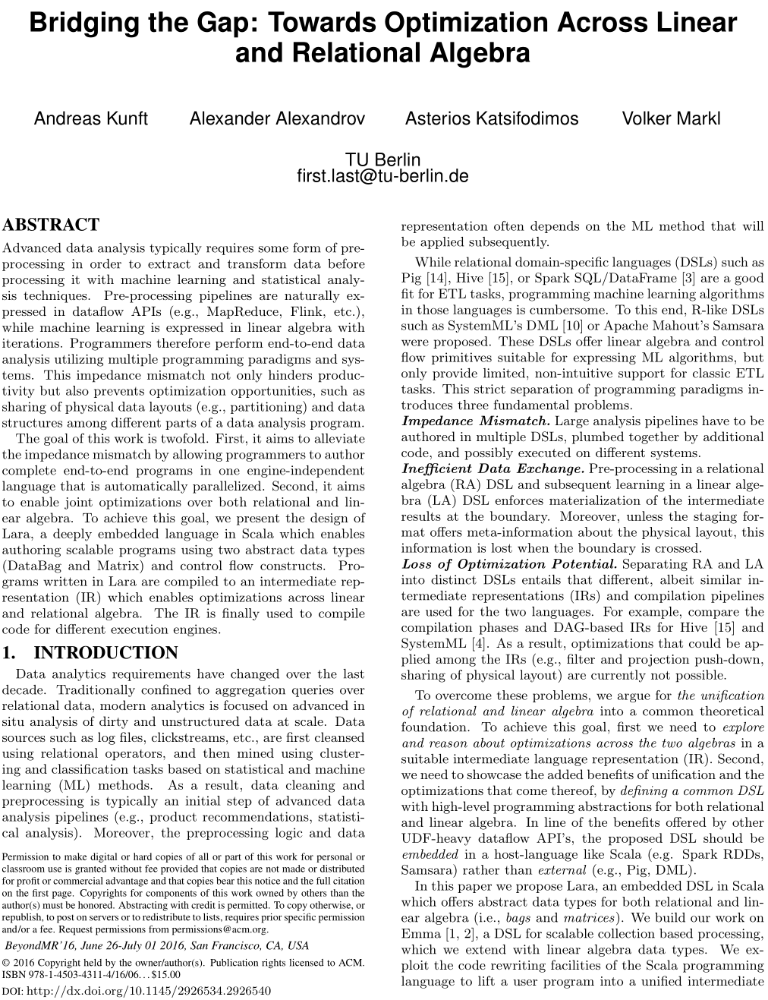 Bridging the Gap: Towards Optimization Across Linear
and Relational Algebra
Andreas Kunft Alexander Alexandrov Asterios Katsifodimos Volker Markl
TU Berlin
first.last@tu-berlin.de
ABSTRACT
Advanced data analysis typically requires some form of pre-
processing in order to extract and transform data before
processing it with machine learning and statistical analy-
sis techniques. Pre-processing pipelines are naturally ex-
pressed in dataflow APIs (e.g., MapReduce, Flink, etc.),
while machine learning is expressed in linear algebra with
iterations. Programmers therefore perform end-to-end data
analysis utilizing multiple programming paradigms and sys-
tems. This impedance mismatch not only hinders produc-
tivity but also prevents optimization opportunities, such as
sharing of physical data layouts (e.g., partitioning) and data
structures among different parts of a data analysis program.
The goal of this work is twofold. First, it aims to alleviate
the impedance mismatch by allowing programmers to author
complete end-to-end programs in one engine-independent
language that is automatically parallelized. Second, it aims
to enable joint optimizations over both relational and lin-
ear algebra. To achieve this goal, we present the design of
Lara, a deeply embedded language in Scala which enables
authoring scalable programs using two abstract data types
(DataBag and Matrix) and control flow constructs. Pro-
grams written in Lara are compiled to an intermediate rep-
resentation (IR) which enables optimizations across linear
and relational algebra. The IR is finally used to compile
code for different execution engines.
1. INTRODUCTION
Data analytics requirements have changed over the last
decade. Traditionally confined to aggregation queries over
relational data, modern analytics is focused on advanced in
situ analysis of dirty and unstructured data at scale. Data
sources such as log files, clickstreams, etc., are first cleansed
using relational operators, and then mined using cluster-
ing and classification tasks based on statistical and machine
learning (ML) methods. As a result, data cleaning and
preprocessing is typically an initial step of advanced data
analysis pipelines (e.g., product recommendations, statisti-
cal analysis). Moreover, the preprocessing logic and data
Permission to make digital or hard copies of all or part of this work for personal or
classroom use is granted without fee provided that copies are not made or distributed
for profit or commercial advantage and that copies bear this notice and the full citation
on the first page. Copyrights for components of this work owned by others than the
author(s) must be honored. Abstracting with credit is permitted. To copy otherwise, or
republish, to post on servers or to redistribute to lists, requires prior specific permission
and/or a fee. Request permissions from permissions@acm.org.
BeyondMR'16, June 26-July 01 2016, San Francisco, CA, USA
© 2016 Copyright held by the owner/author(s). Publication rights licensed to ACM.
ISBN 978-1-4503-4311-4/16/06...$15.00
DOI: http://dx.doi.org/10.1145/2926534.2926540
representation often depends on the ML method that will
be applied subsequently.
While relational domain-specific languages (DSLs) such as
Pig [14], Hive [15], or Spark SQL/DataFrame [3] are a good
fit for ETL tasks, programming machine learning algorithms
in those languages is cumbersome. To this end, R-like DSLs
such as SystemML's DML [10] or Apache Mahout's Samsara
were proposed. These DSLs offer linear algebra and control
flow primitives suitable for expressing ML algorithms, but
only provide limited, non-intuitive support for classic ETL
tasks. This strict separation of programming paradigms in-
troduces three fundamental problems.
Impedance Mismatch. Large analysis pipelines have to be
authored in multiple DSLs, plumbed together by additional
code, and possibly executed on different systems.
Inefficient Data Exchange. Pre-processing in a relational
algebra (RA) DSL and subsequent learning in a linear alge-
bra (LA) DSL enforces materialization of the intermediate
results at the boundary. Moreover, unless the staging for-
mat offers meta-information about the physical layout, this
information is lost when the boundary is crossed.
Loss of Optimization Potential. Separating RA and LA
into distinct DSLs entails that different, albeit similar in-
termediate representations (IRs) and compilation pipelines
are used for the two languages. For example, compare the
compilation phases and DAG-based IRs for Hive [15] and
SystemML [4]. As a result, optimizations that could be ap-
plied among the IRs (e.g., filter and projection push-down,
sharing of physical layout) are currently not possible.
To overcome these problems, we argue for the unification
of relational and linear algebra into a common theoretical
foundation. To achieve this goal, first we need to explore
and reason about optimizations across the two algebras in a
suitable intermediate language representation (IR). Second,
we need to showcase the added benefits of unification and the
optimizations that come thereof, by defining a common DSL
with high-level programming abstractions for both relational
and linear algebra. In line of the benefits offered by other
UDF-heavy dataflow API's, the proposed DSL should be
embedded in a host-language like Scala (e.g. Spark RDDs,
Samsara) rather than external (e.g., Pig, DML).
In this paper we propose Lara, an embedded DSL in Scala
which offers abstract data types for both relational and lin-
ear algebra (i.e., bags and matrices). We build our work on
Emma [1, 2], a DSL for scalable collection based processing,
which we extend with linear algebra data types. We ex-
ploit the code rewriting facilities of the Scala programming
language to lift a user program into a unified intermediate